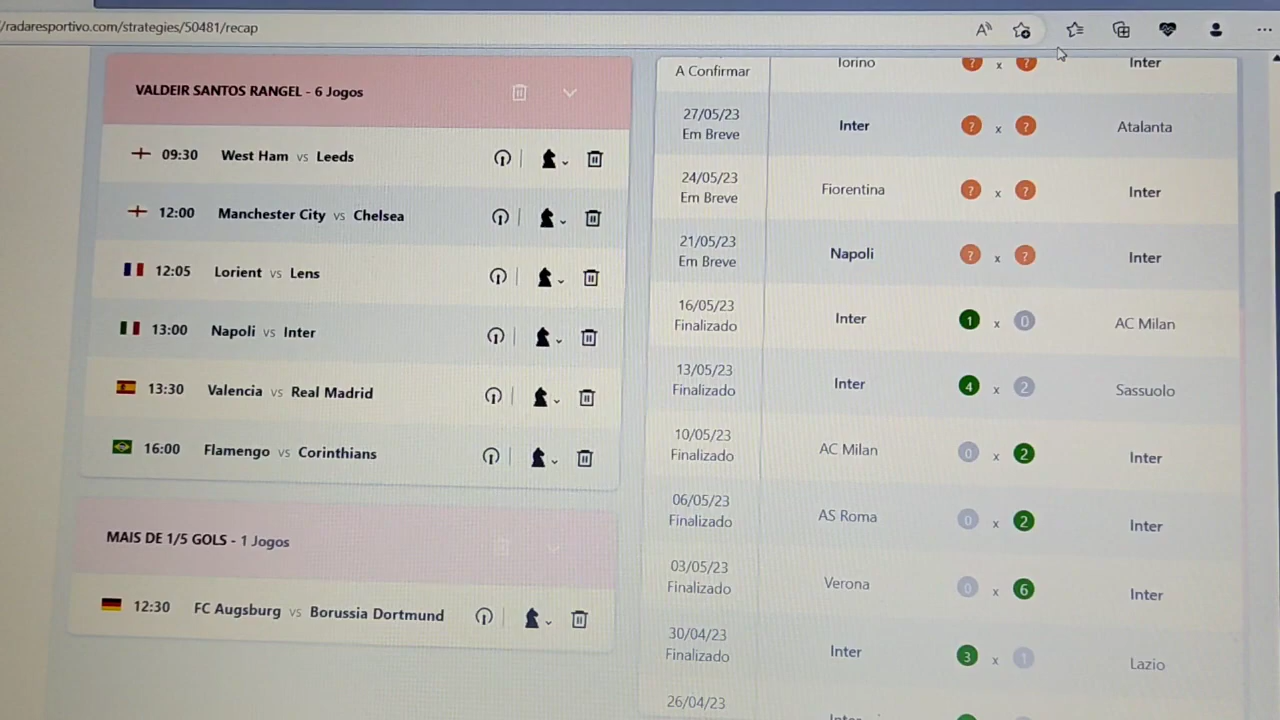 /radaresportivo.com/strategies/50481/recap
VALDEIR SANTOS RANGEL - 6 Jogos
09:30 West Ham vs Leeds
12:00 Manchester City vs Chelsea
12:05 Lorient vs Lens
13:00 Napoli vs Inter
13:30 Valencia vs Real Madrid
16:00 Flamengo vs Corinthians
MAIS DE 1/5 GOLS - 1 Jogos
12:30 FC Augsburg vs Borussia Dortmund
A Confirmar Torino ? x ? Inter
27/05/23
Em Breve Inter ? x ? Atalanta
24/05/23
Em Breve Fiorentina ? x ? Inter
21/05/23
Em Breve Napoli ? x ? Inter
16/05/23
Finalizado Inter 1 x 0 AC Milan
13/05/23
Finalizado Inter 4 x 2 Sassuolo
10/05/23
Finalizado AC Milan 0 x 2 Inter
06/05/23
Finalizado AS Roma 0 x 2 Inter
03/05/23
Finalizado Verona 0 x 6 Inter
30/04/23
Finalizado Inter 3 x 1 Lazio
26/04/23
Inter